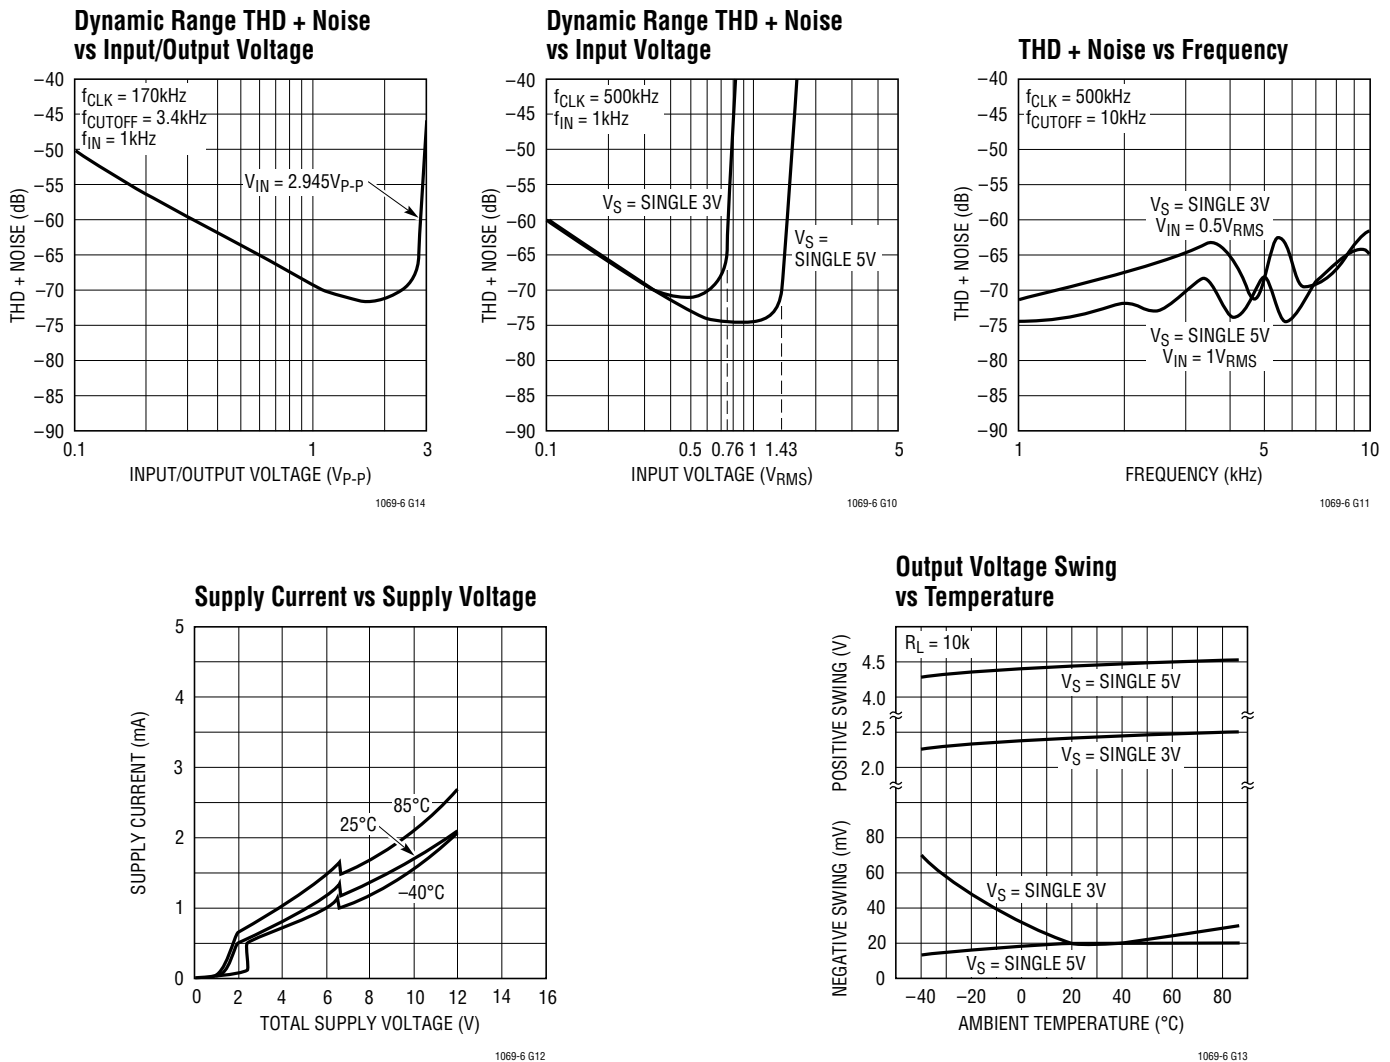 Dynamic Range THD + Noise
vs Input/Output Voltage
–40
–45
–50
–55
–60
–65
–70
–75
–80
–85
–90
THD + NOISE (dB)
fCLK = 170kHz
fCUTOFF = 3.4kHz
fIN = 1kHz
VIN = 2.945VP-P
0.1 1 3
INPUT/OUTPUT VOLTAGE (VP-P)
1069-6 G14
Dynamic Range THD + Noise
vs Input Voltage
–40
–45
–50
–55
–60
–65
–70
–75
–80
–85
–90
THD + NOISE (dB)
fCLK = 500kHz
fIN = 1kHz
VS = SINGLE 3V
VS =
SINGLE 5V
0.1 0.5 0.76 1 1.43 5
INPUT VOLTAGE (VRMS)
1069-6 G10
THD + Noise vs Frequency
–40
–45
–50
–55
–60
–65
–70
–75
–80
–85
–90
THD + NOISE (dB)
fCLK = 500kHz
fCUTOFF = 10kHz
VS = SINGLE 3V
VIN = 0.5VRMS
VS = SINGLE 5V
VIN = 1VRMS
1 5 10
FREQUENCY (kHz)
1069-6 G11
Supply Current vs Supply Voltage
5
4
3
2
1
0
SUPPLY CURRENT (mA)
85°C
25°C
–40°C
0 2 4 6 8 10 12 14 16
TOTAL SUPPLY VOLTAGE (V)
1069-6 G12
Output Voltage Swing
vs Temperature
RL = 10k
POSITIVE SWING (V)
4.5
4.0
2.5
2.0
VS = SINGLE 5V
VS = SINGLE 3V
NEGATIVE SWING (mV)
80
60
40
20
0
VS = SINGLE 3V
VS = SINGLE 5V
–40 –20 0 20 40 60 80
AMBIENT TEMPERATURE (°C)
1069-6 G13